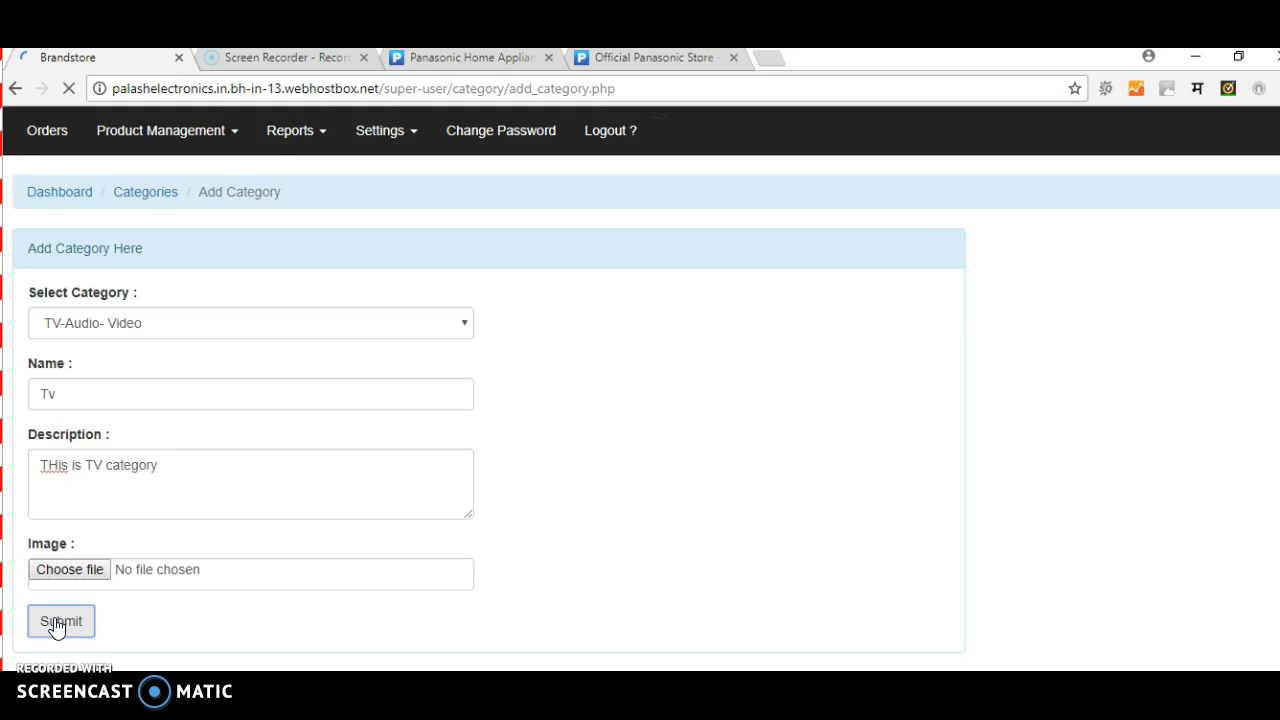 Brandstore
Screen Recorder - Recor
Panasonic Home Applian
Official Panasonic Store -
palashelectronics.in.bh-in-13.webhostbox.net/super-user/category/add_category.php
म
Orders Product Management Reports Settings Change Password Logout ?
Dashboard / Categories / Add Category
Add Category Here
Select Category :
TV-Audio- Video
Name :
Tv
Description :
THis is TV category
Image :
Choose file No file chosen
Submit
RECORDED WITH
SCREENCAST MATIC